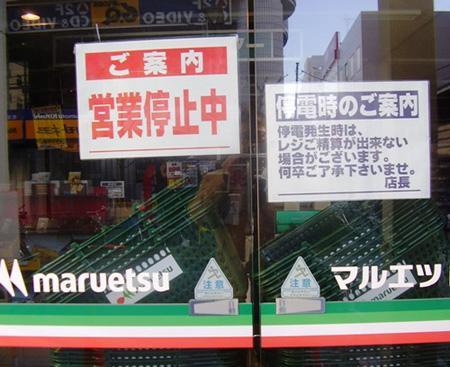 ご案内
営業停止中
停電時のご案内
停電発生時は、
レジご精算が出来ない
場合がございます。
何卒ご了承下さいませ。
店長
maruetsu
マルエツ
注意
注意